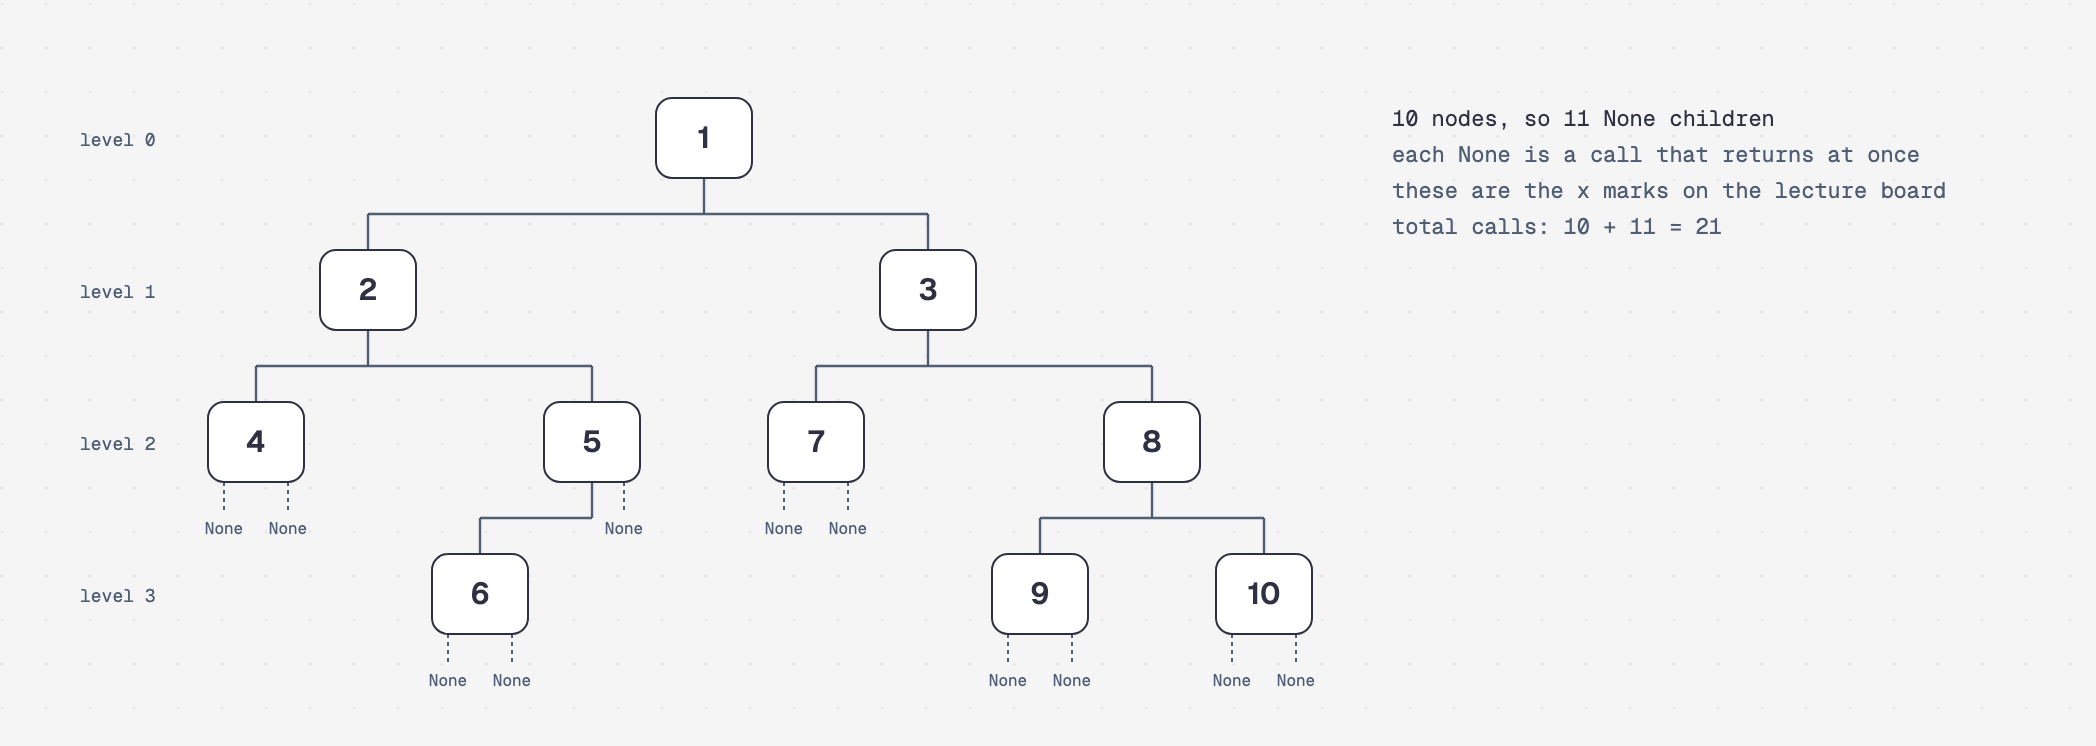 10 nodes, so 11 None children
each None is a call that returns at once
these are the x marks on the lecture board
total calls: 10 + 11 = 21
level 0
1
level 1
2
3
level 2
4
5
7
8
None
None
None
None
None
level 3
6
9
10
None
None
None
None
None
None